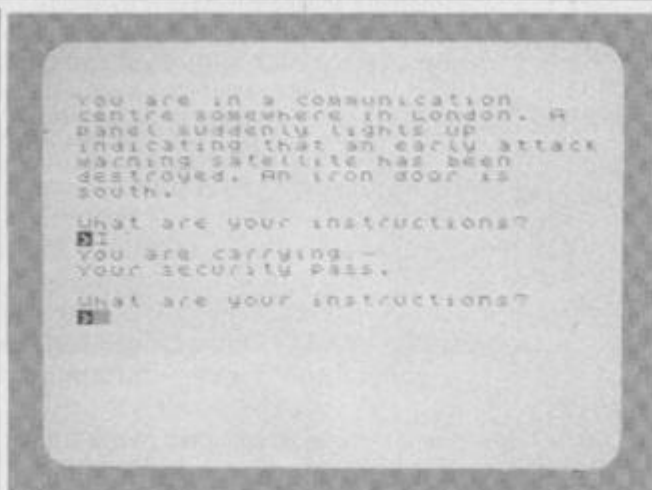 You are in a communication
centre somewhere in London. A
panel suddenly lights up
indicating that an early attack
warning satellite has been
destroyed. An iron door is
south.
What are your instructions?
>I
You are carrying:-
Your security pass.
What are your instructions?
>